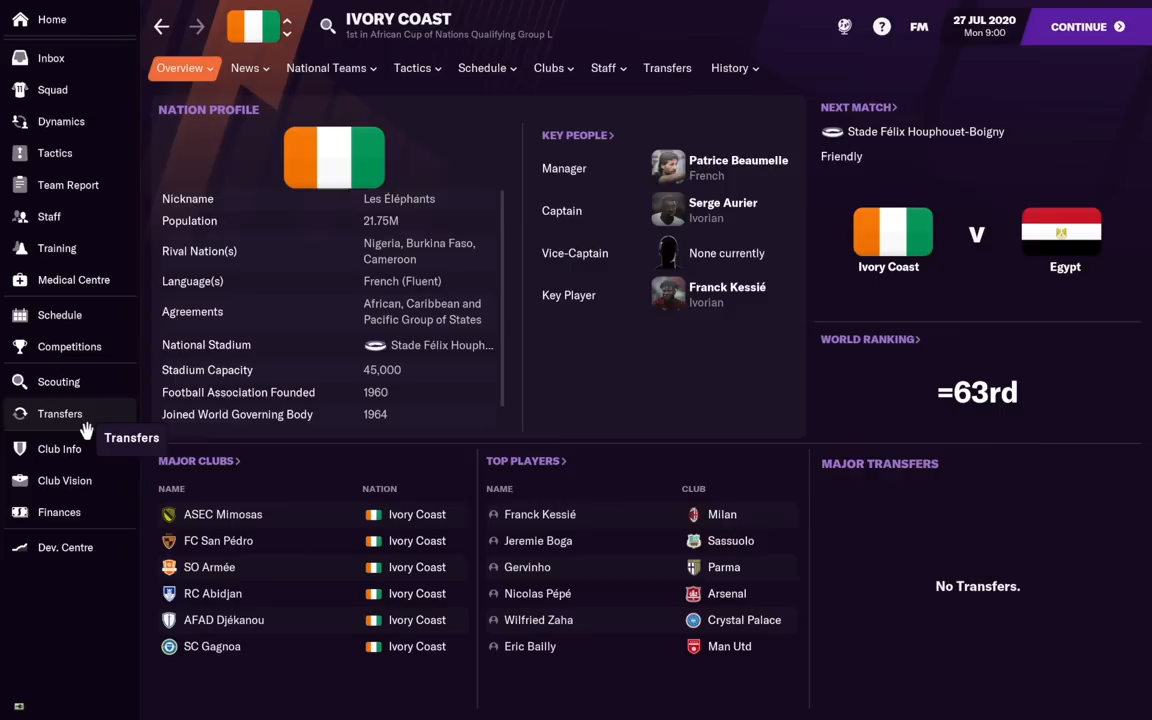 Home
Inbox
Squad
Dynamics
Tactics
Team Report
Staff
Training
Medical Centre
Schedule
Competitions
Scouting
Transfers
Transfers
Club Info
Club Vision
Finances
Dev. Centre
IVORY COAST
1st in African Cup of Nations Qualifying Group L
?
FM
27 JUL 2020
Mon 9:00
CONTINUE
Overview
News
National Teams
Tactics
Schedule
Clubs
Staff
Transfers
History
NATION PROFILE
Nickname Les Éléphants
Population 21.75M
Rival Nation(s) Nigeria, Burkina Faso,
Cameroon
Language(s) French (Fluent)
Agreements African, Caribbean and
Pacific Group of States
National Stadium Stade Félix Houph...
Stadium Capacity 45,000
Football Association Founded 1960
Joined World Governing Body 1964
KEY PEOPLE>
Manager Patrice Beaumelle
French
Captain Serge Aurier
Ivorian
Vice-Captain None currently
Key Player Franck Kessié
Ivorian
NEXT MATCH>
Stade Félix Houphouet-Boigny
Friendly
V
Ivory Coast Egypt
WORLD RANKING>
=63rd
MAJOR CLUBS>
NAME NATION
ASEC Mimosas Ivory Coast
FC San Pédro Ivory Coast
SO Armée Ivory Coast
RC Abidjan Ivory Coast
AFAD Djékanou Ivory Coast
SC Gagnoa Ivory Coast
TOP PLAYERS>
NAME CLUB
Franck Kessié Milan
Jeremie Boga Sassuolo
Gervinho Parma
Nicolas Pépé Arsenal
Wilfried Zaha Crystal Palace
Eric Bailly Man Utd
MAJOR TRANSFERS
No Transfers.